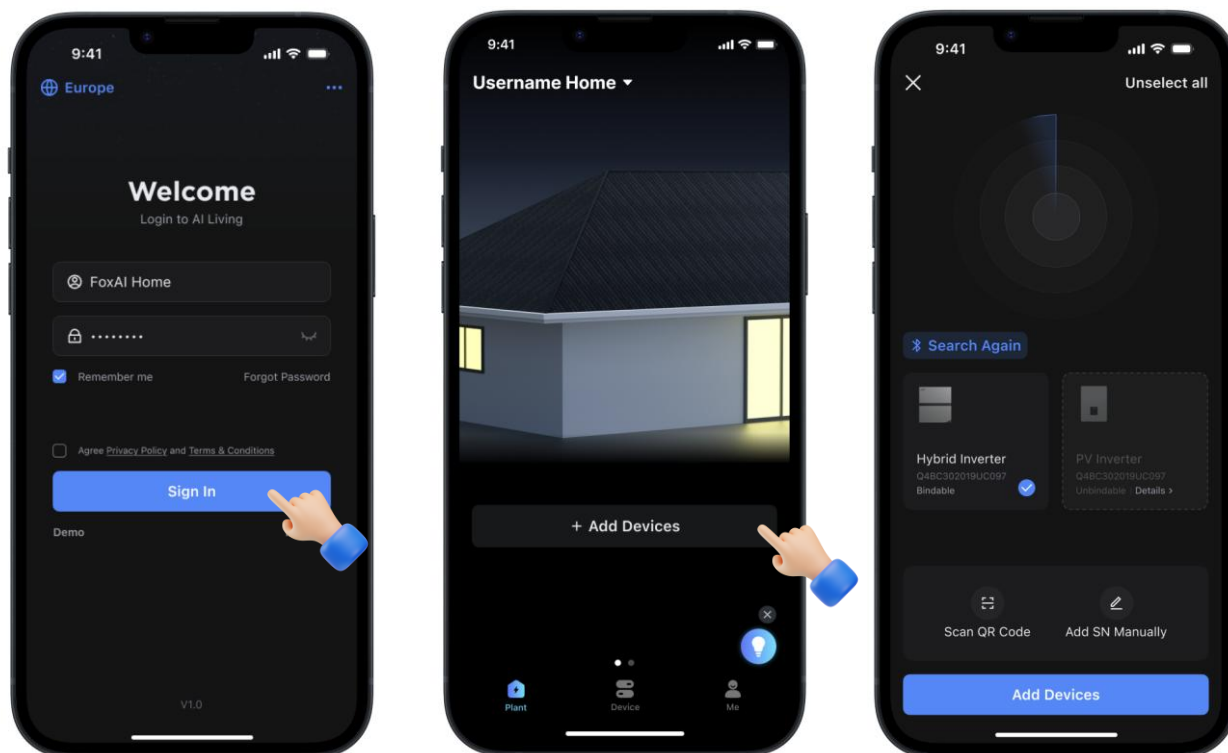 9:41
Europe
Welcome
Login to AI Living
FoxAI Home
Remember me
Forgot Password
Agree Privacy Policy and Terms & Conditions
Sign In
Demo
V1.0
9:41
Username Home
+ Add Devices
Plant
Device
Me
9:41
Unselect all
Search Again
Hybrid Inverter
Q4BC302019UC097
Bindable
PV Inverter
Q4BC302019UC097
Unbindable | Details >
Scan QR Code
Add SN Manually
Add Devices